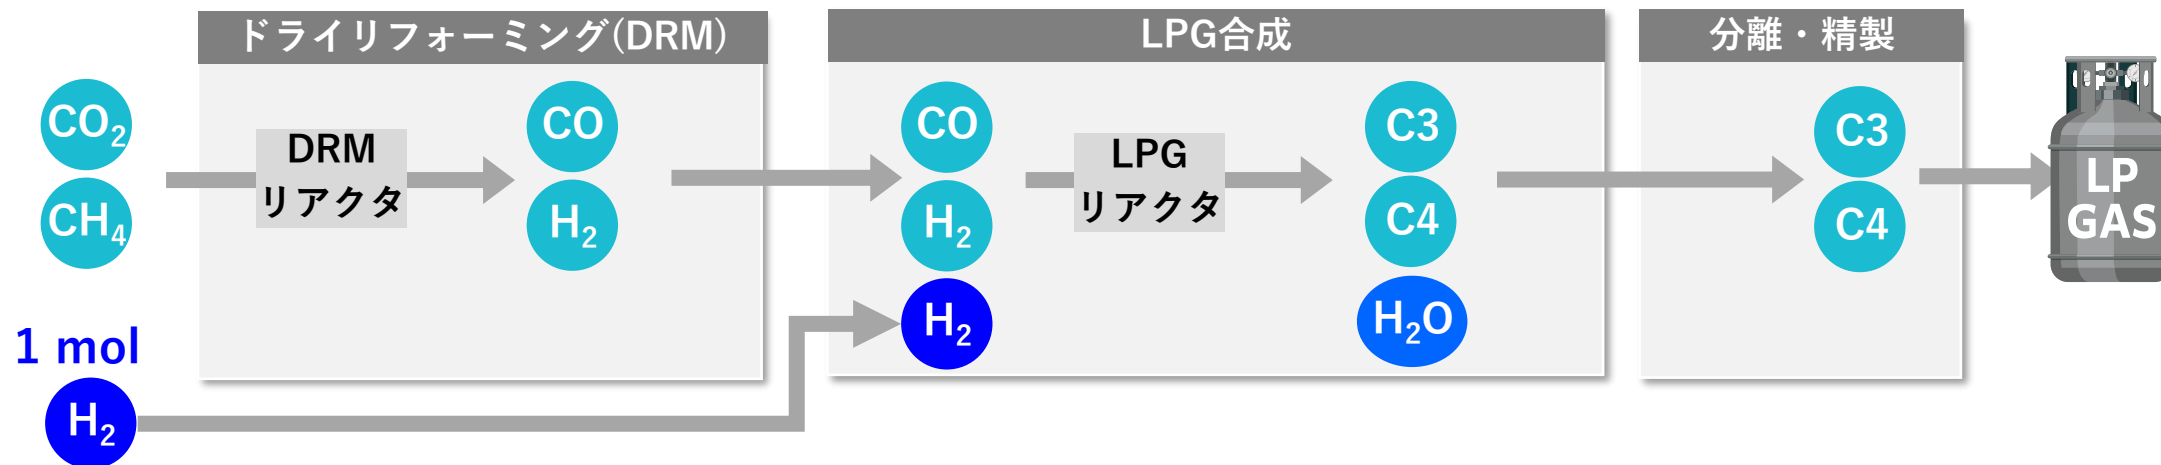 ドライリフォーミング(DRM)
LPG合成
分離・精製
CO2
CH4
DRM
リアクタ
CO
H2
CO
H2
H2
LPG
リアクタ
C3
C4
H2O
C3
C4
LP
GAS
1 mol
H2